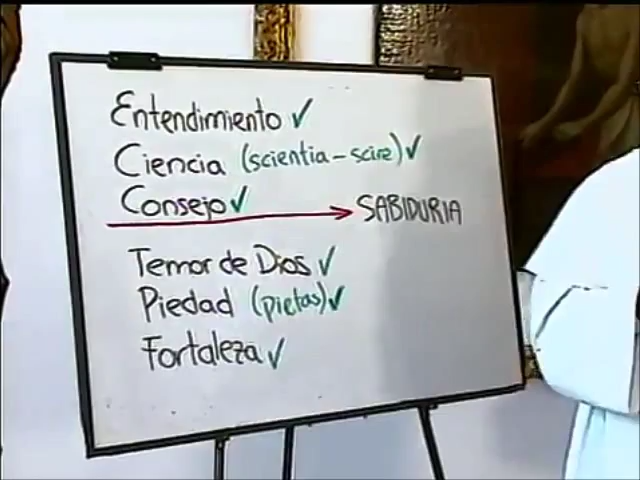 Entendimiento ✓
Ciencia (scientia - scire) ✓
Consejo ✓
SABIDURIA
Temor de Dios ✓
Piedad (pietas) ✓
Fortaleza ✓